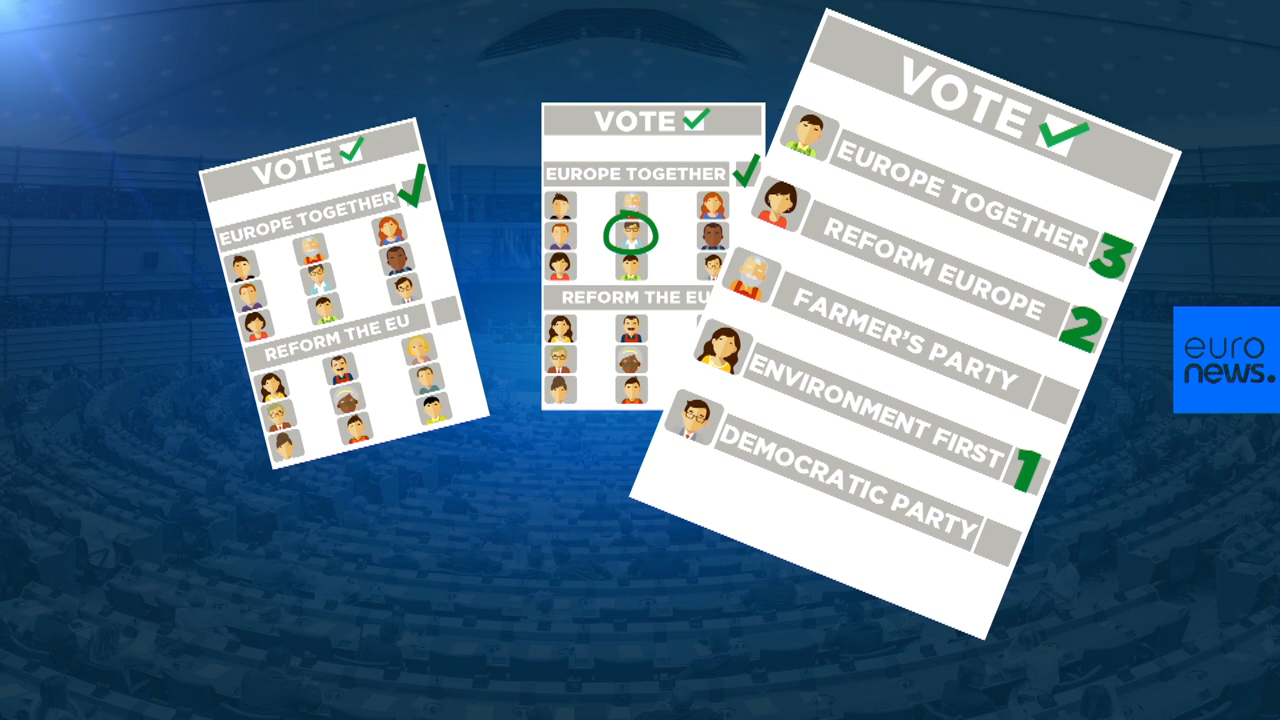 VOTE
EUROPE TOGETHER
REFORM THE EU
VOTE
EUROPE TOGETHER
REFORM THE EU
VOTE
EUROPE TOGETHER 3
REFORM EUROPE 2
FARMER'S PARTY
ENVIRONMENT FIRST 1
DEMOCRATIC PARTY
euro
news.